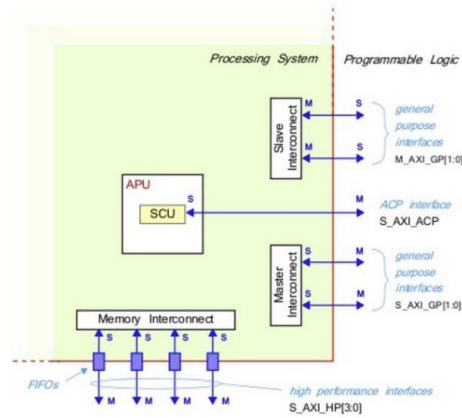 Processing System
Programmable Logic
M
S
Slave
Interconnect
M
S
general
purpose
interfaces
M_AXI_GP[1:0]
APU
SCU
S
M
ACP interface
S_AXI_ACP
Master
Interconnect
S
M
S
M
general
purpose
interfaces
S_AXI_GP[1:0]
Memory Interconnect
S
S
S
S
FIFOs
M
M
M
M
high performance interfaces
S_AXI_HP[3:0]